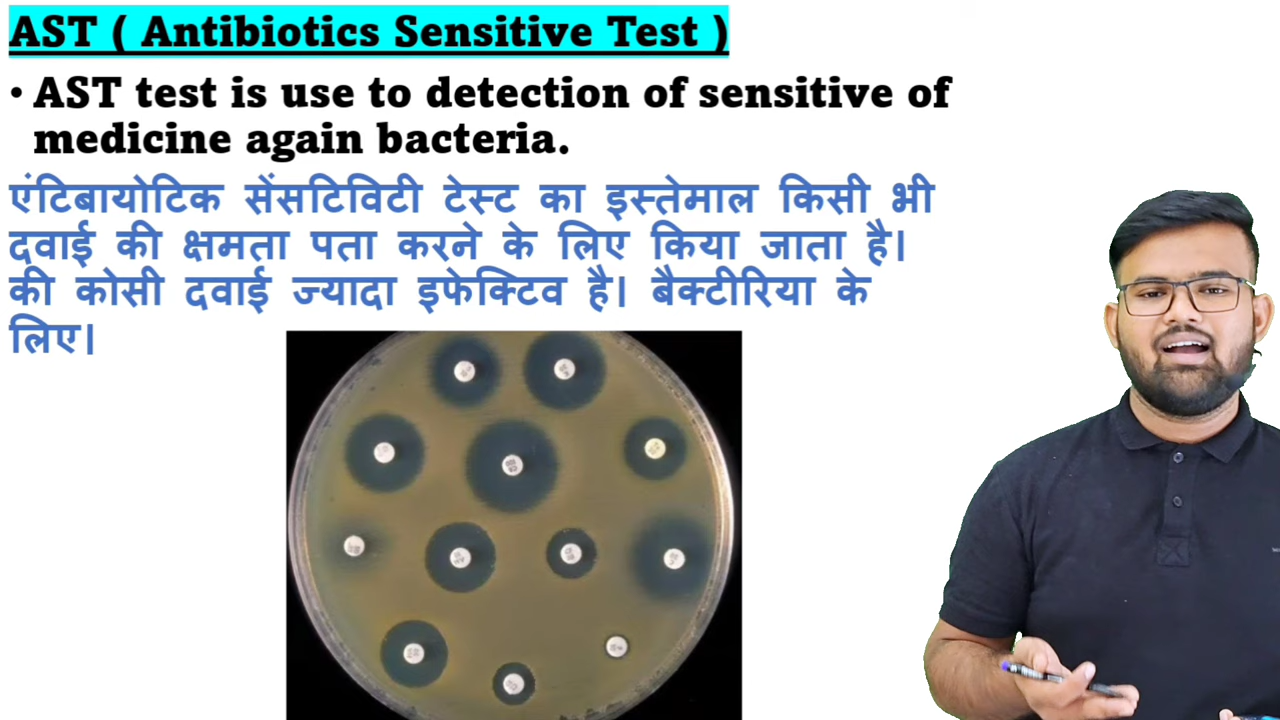 AST ( Antibiotics Sensitive Test )
• AST test is use to detection of sensitive of
medicine again bacteria.
एंटिबायोटिक सेंसटिविटी टेस्ट का इस्तेमाल किसी भी
दवाई की क्षमता पता करने के लिए किया जाता है।
की कोसी दवाई ज्यादा इफेक्टिव है। बैक्टीरिया के
लिए।